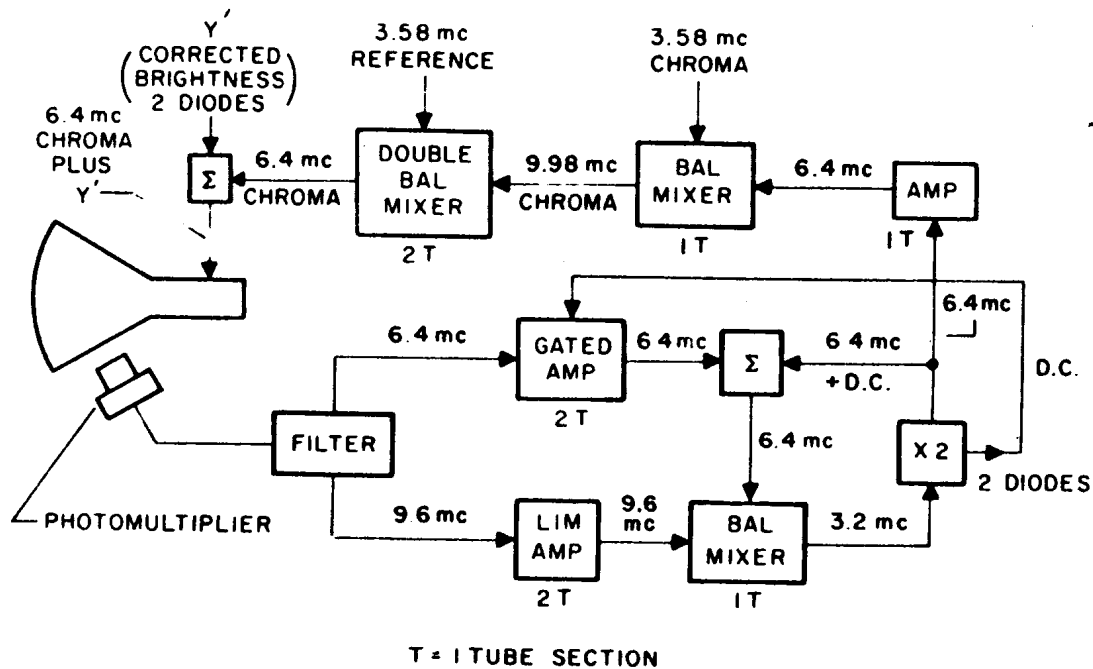 Y'
(CORRECTED
BRIGHTNESS
2 DIODES)
3.58 mc
REFERENCE
3.58 mc
CHROMA
6.4 mc
CHROMA
PLUS
Y'
Σ
6.4 mc
CHROMA
DOUBLE
BAL
MIXER
2 T
9.98 mc
CHROMA
BAL
MIXER
1 T
6.4 mc
AMP
1 T
6.4 mc
GATED
AMP
2 T
6 4 mc
Σ
6 4 mc
+ D.C.
6.4 mc
D.C.
FILTER
6.4 mc
X 2
2 DIODES
PHOTOMULTIPLIER
9.6 mc
LIM
AMP
2 T
9.6
mc
BAL
MIXER
1 T
3.2 mc
T = 1 TUBE SECTION